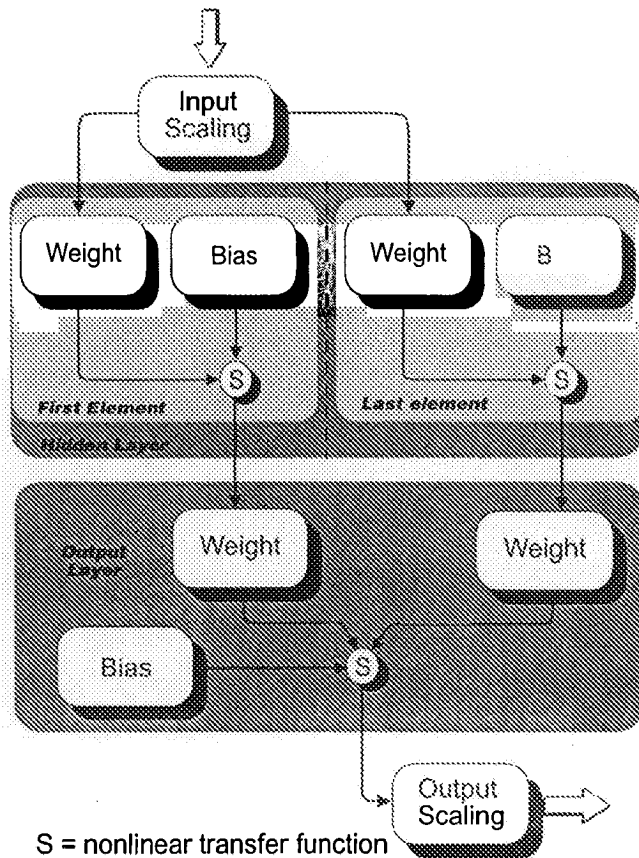 Input
Scaling
Weight
Bias
Weight
B
S
S
First Element
Last element
Hidden Layer
Weight
Weight
Output
Layer
Bias
S
Output
Scaling
S = nonlinear transfer function